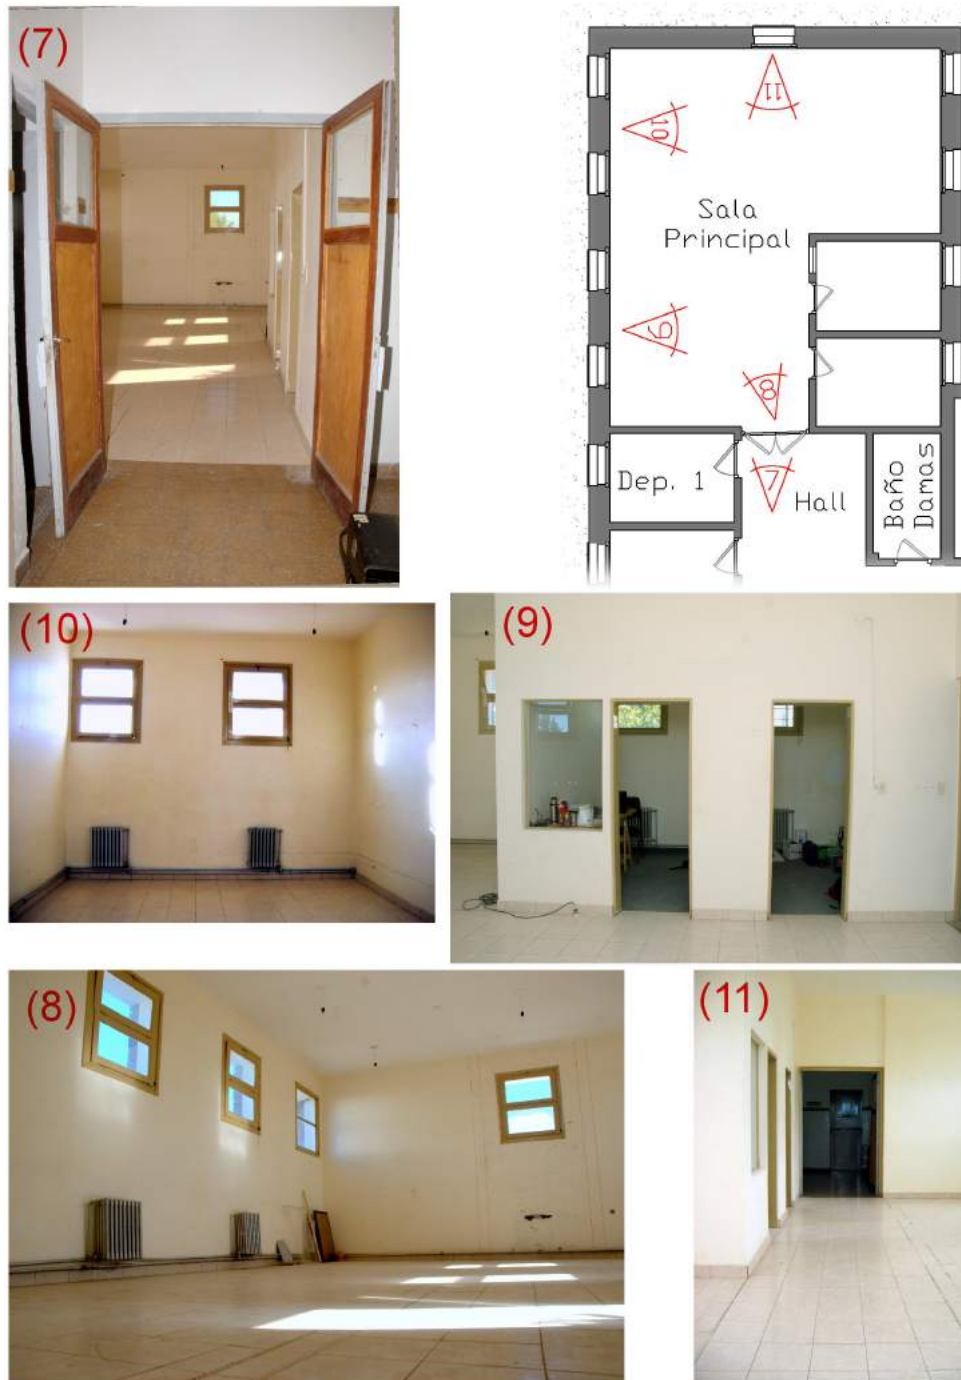 (7)
11
10
Sala
Principal
9
8
7
Dep. 1
Hall
Baño
Damas
(10)
(9)
(8)
(11)